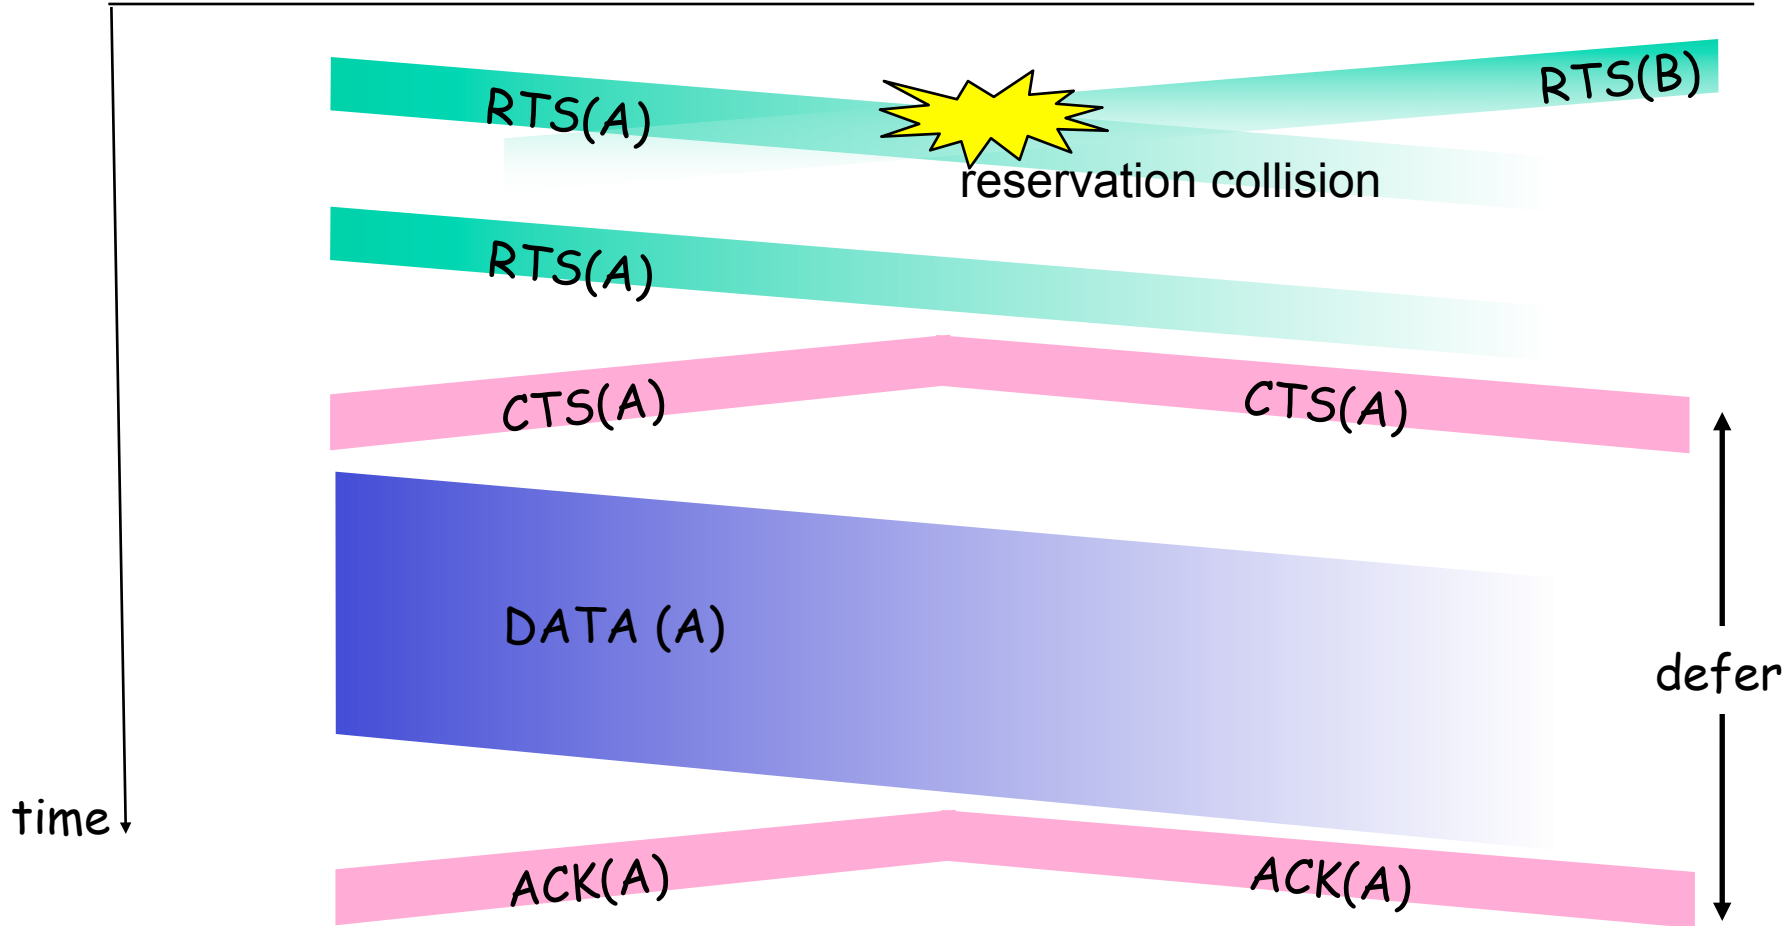 RTS(A)
RTS(B)
reservation collision
RTS(A)
CTS(A)
CTS(A)
DATA (A)
defer
time
ACK(A)
ACK(A)